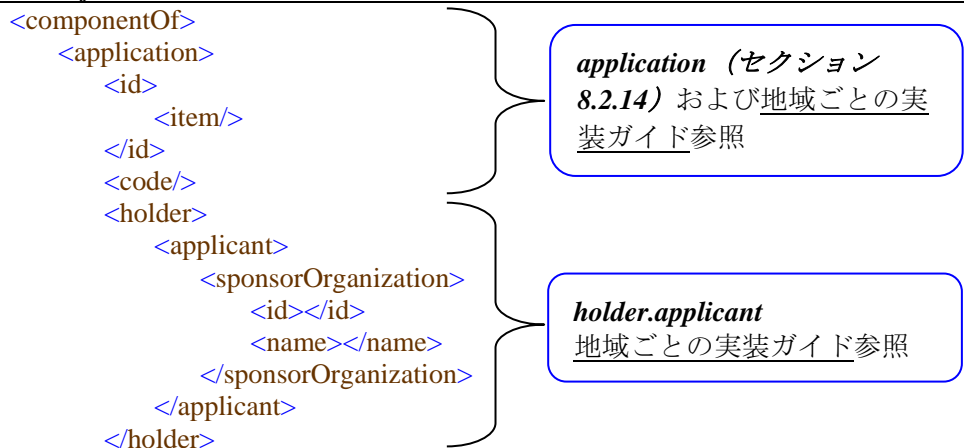 <componentOf>
<application>
<id>
<item/>
</id>
<code/>
<holder>
<applicant>
<sponsorOrganization>
<id></id>
<name></name>
</sponsorOrganization>
</applicant>
</holder>
application（セクション
8.2.14）および地域ごとの実
装ガイド参照
holder.applicant
地域ごとの実装ガイド参照